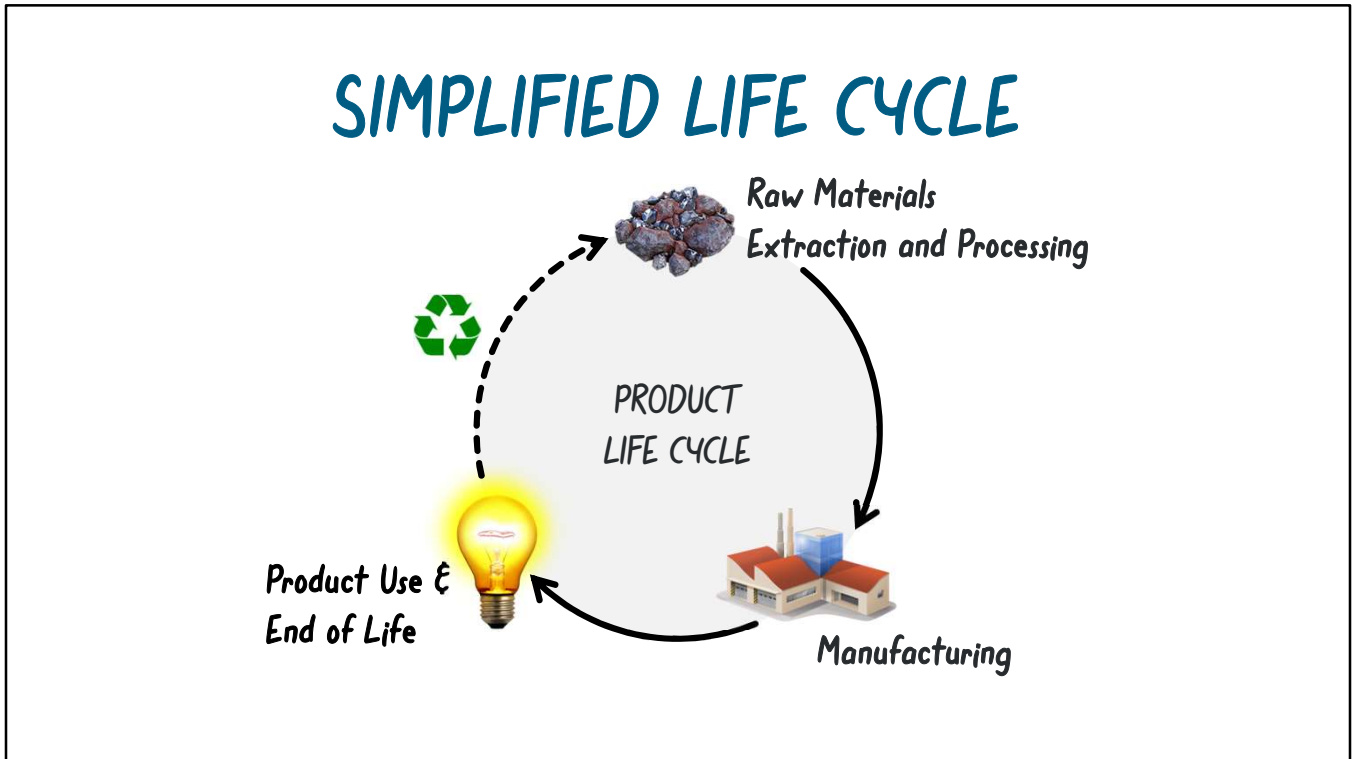 SIMPLIFIED LIFE CYCLE
Raw Materials
Extraction and Processing
PRODUCT
LIFE CYCLE
Product Use &
End of Life
Manufacturing